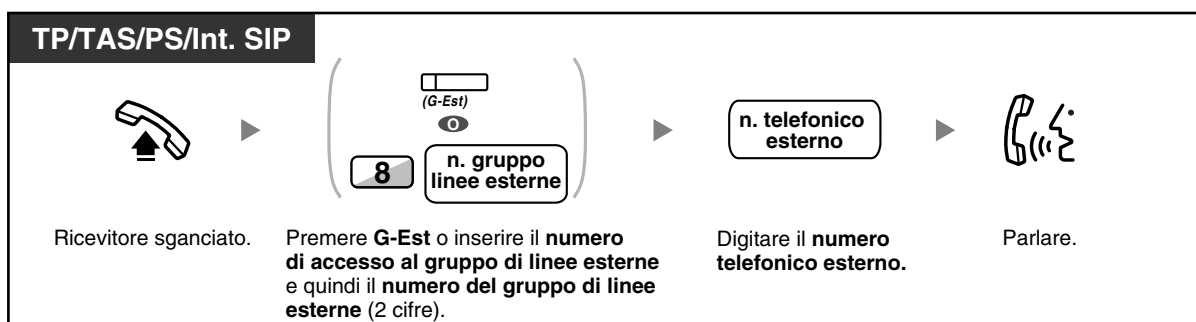 TP/TAS/PS/Int. SIP
(G-Est)
O
8
n. gruppo
linee esterne
n. telefonico
esterno
Ricevitore sganciato.
Premere G-Est o inserire il numero
di accesso al gruppo di linee esterne
e quindi il numero del gruppo di linee
esterne (2 cifre).
Digitare il numero
telefonico esterno.
Parlare.